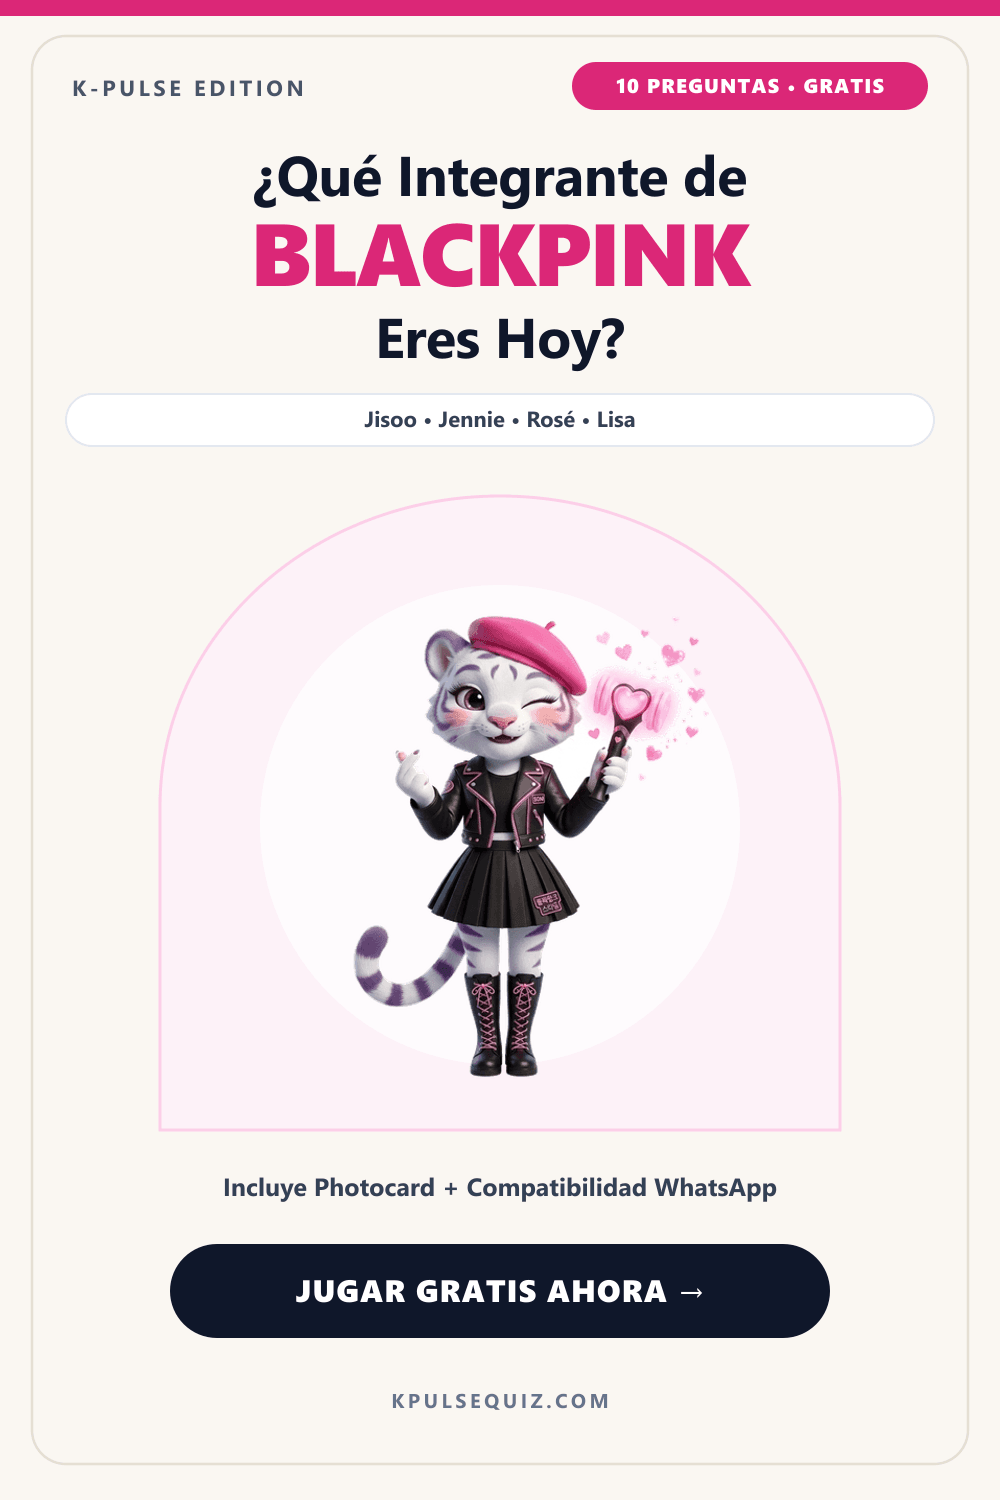 K-PULSE EDITION
10 PREGUNTAS • GRATIS
¿Qué Integrante de
BLACKPINK
Eres Hoy?
Jisoo • Jennie • Rosé • Lisa
Incluye Photocard + Compatibilidad WhatsApp
JUGAR GRATIS AHORA →
KPULSEQUIZ.COM